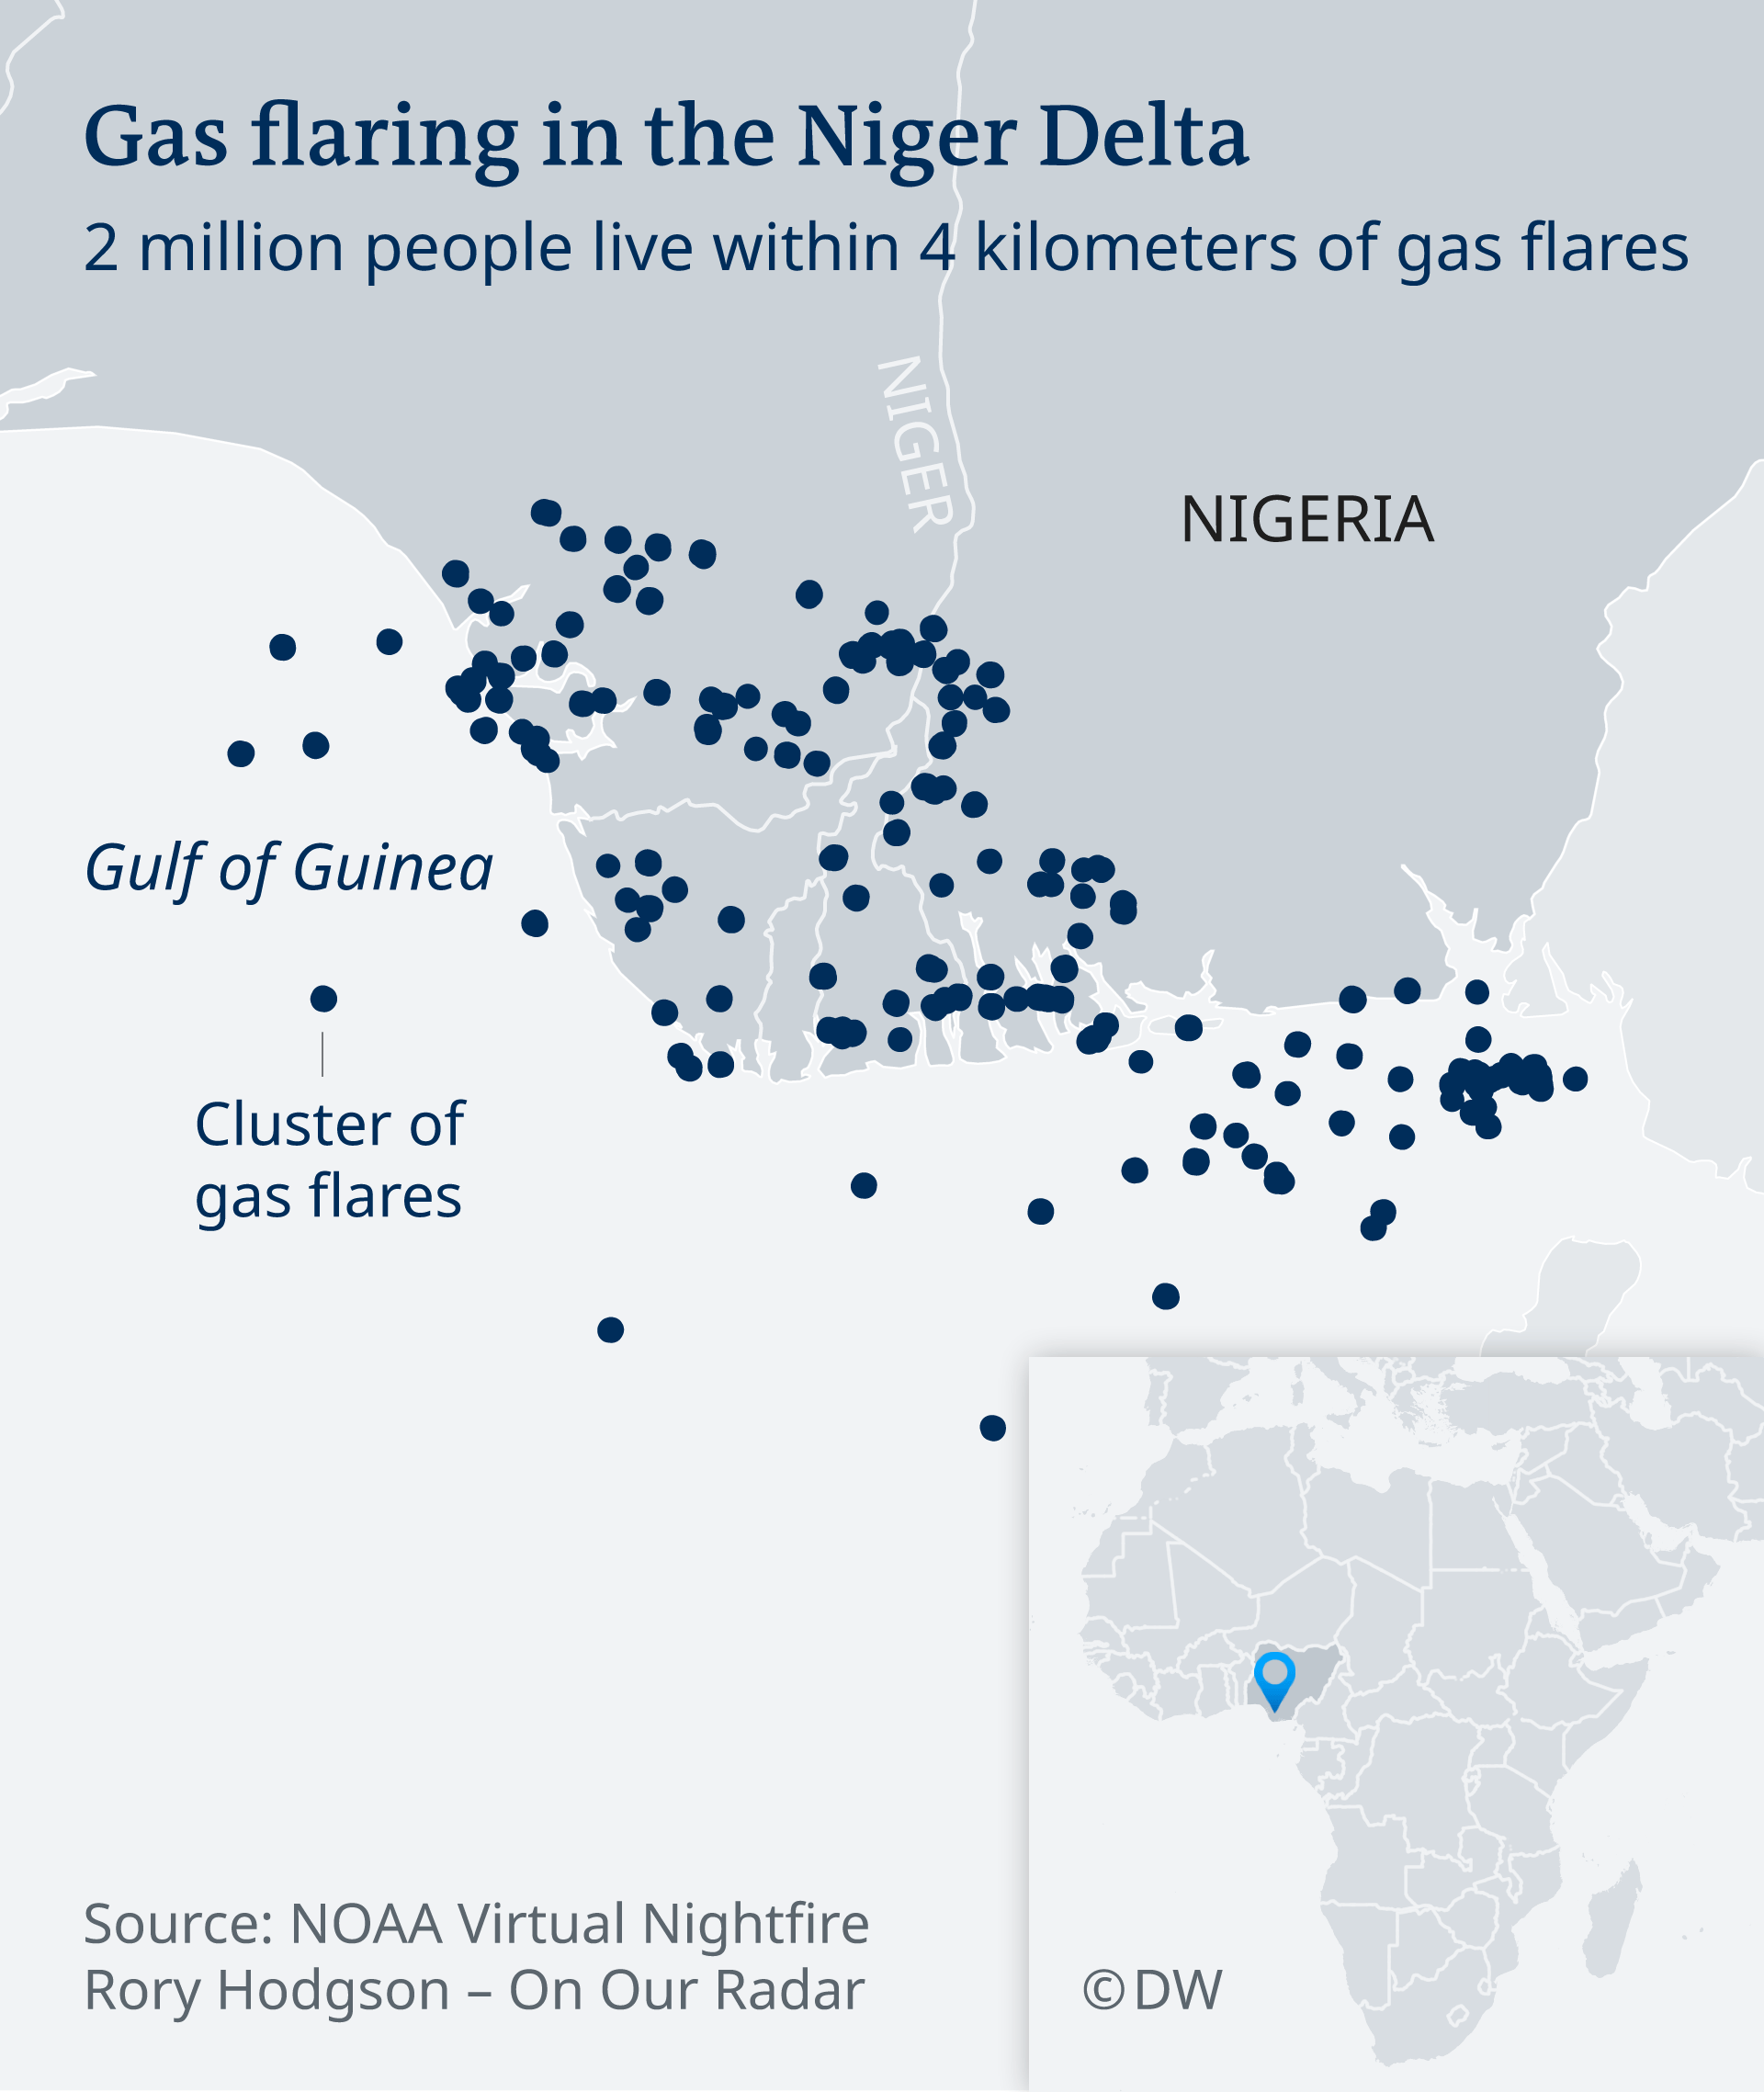 Gas flaring in the Niger Delta
2 million people live within 4 kilometers of gas flares
NIGER
NIGERIA
Gulf of Guinea
Cluster of
gas flares
Source: NOAA Virtual Nightfire
Rory Hodgson – On Our Radar
©DW